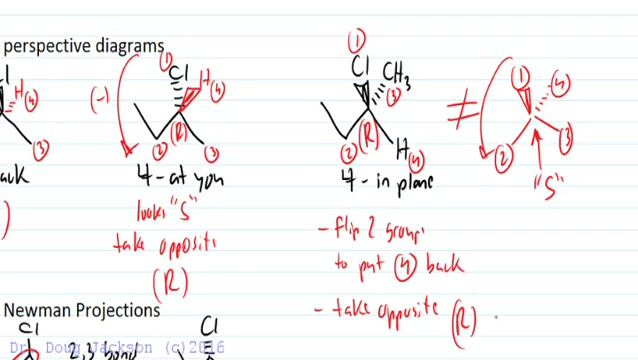 perspective diagrams
Cl
H
(4)
(3)
ack
)
(-)
(1)
Cl
H
(4)
(R)
(2)
(3)
4 - at you
looks "S"
take opposite
(R)
(1)
Cl
CH3
(3)
(R)
(2)
H (4)
4 - in plane
- flip 2 groups
to put (4) back
- take opposite (R)
≠
(1)
4
(2)
(3)
"S"
Newman Projections
Cl
2,3 bond
Cl
Dr. Doug Jackson (c)2016